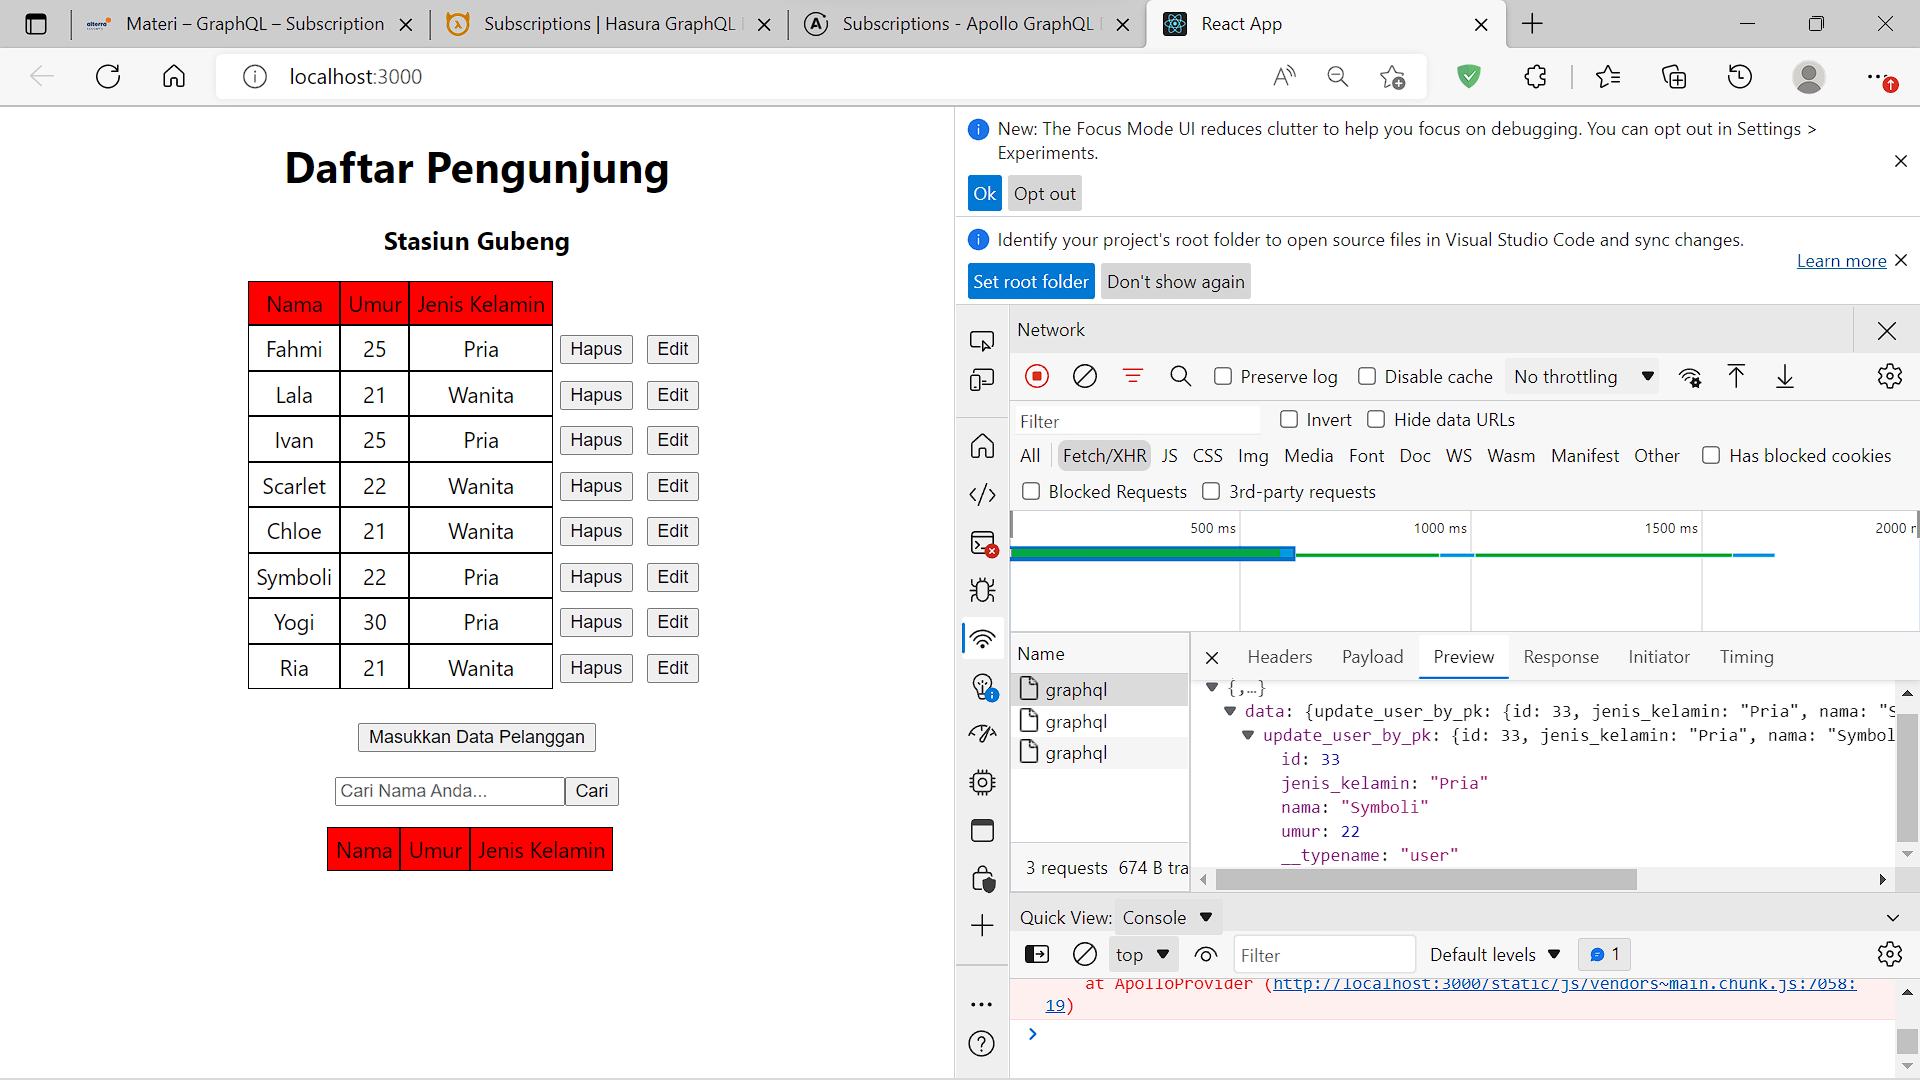 Materi – GraphQL – Subscription
Subscriptions | Hasura GraphQL
Subscriptions - Apollo GraphQL
React App
localhost:3000
Daftar Pengunjung
Stasiun Gubeng
Nama Umur Jenis Kelamin
Fahmi 25 Pria Hapus Edit
Lala 21 Wanita Hapus Edit
Ivan 25 Pria Hapus Edit
Scarlet 22 Wanita Hapus Edit
Chloe 21 Wanita Hapus Edit
Symboli 22 Pria Hapus Edit
Yogi 30 Pria Hapus Edit
Ria 21 Wanita Hapus Edit
Masukkan Data Pelanggan
Cari Nama Anda... Cari
Nama Umur Jenis Kelamin
New: The Focus Mode UI reduces clutter to help you focus on debugging. You can opt out in Settings >
Experiments.
Ok Opt out
Identify your project's root folder to open source files in Visual Studio Code and sync changes.
Learn more
Set root folder Don't show again
Network
Preserve log Disable cache No throttling
Filter Invert Hide data URLs
All Fetch/XHR JS CSS Img Media Font Doc WS Wasm Manifest Other Has blocked cookies
Blocked Requests 3rd-party requests
500 ms 1000 ms 1500 ms 2000
Name
graphql
graphql
graphql
3 requests 674 B tra
Headers Payload Preview Response Initiator Timing
{,…}
data: {update_user_by_pk: {id: 33, jenis_kelamin: "Pria", nama: "S
update_user_by_pk: {id: 33, jenis_kelamin: "Pria", nama: "Symbol
id: 33
jenis_kelamin: "Pria"
nama: "Symboli"
umur: 22
__typename: "user"
Quick View: Console
top Filter Default levels 1
at ApolloProvider (http://localhost:3000/static/js/vendors~main.chunk.js:7058:
19)